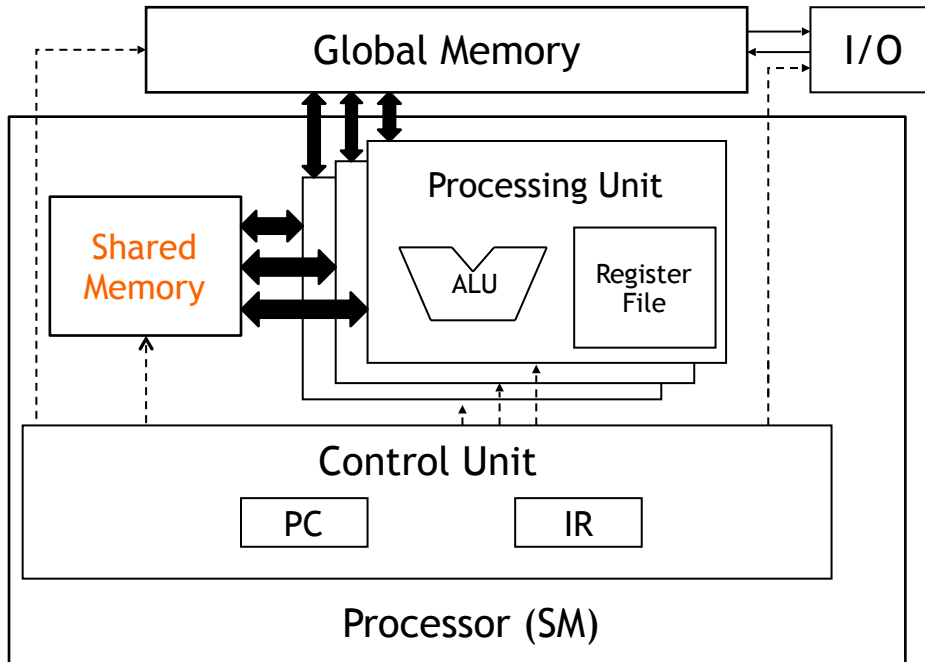 Global Memory
I/O
Processing Unit
Shared
Memory
ALU
Register
File
Control Unit
PC
IR
Processor (SM)